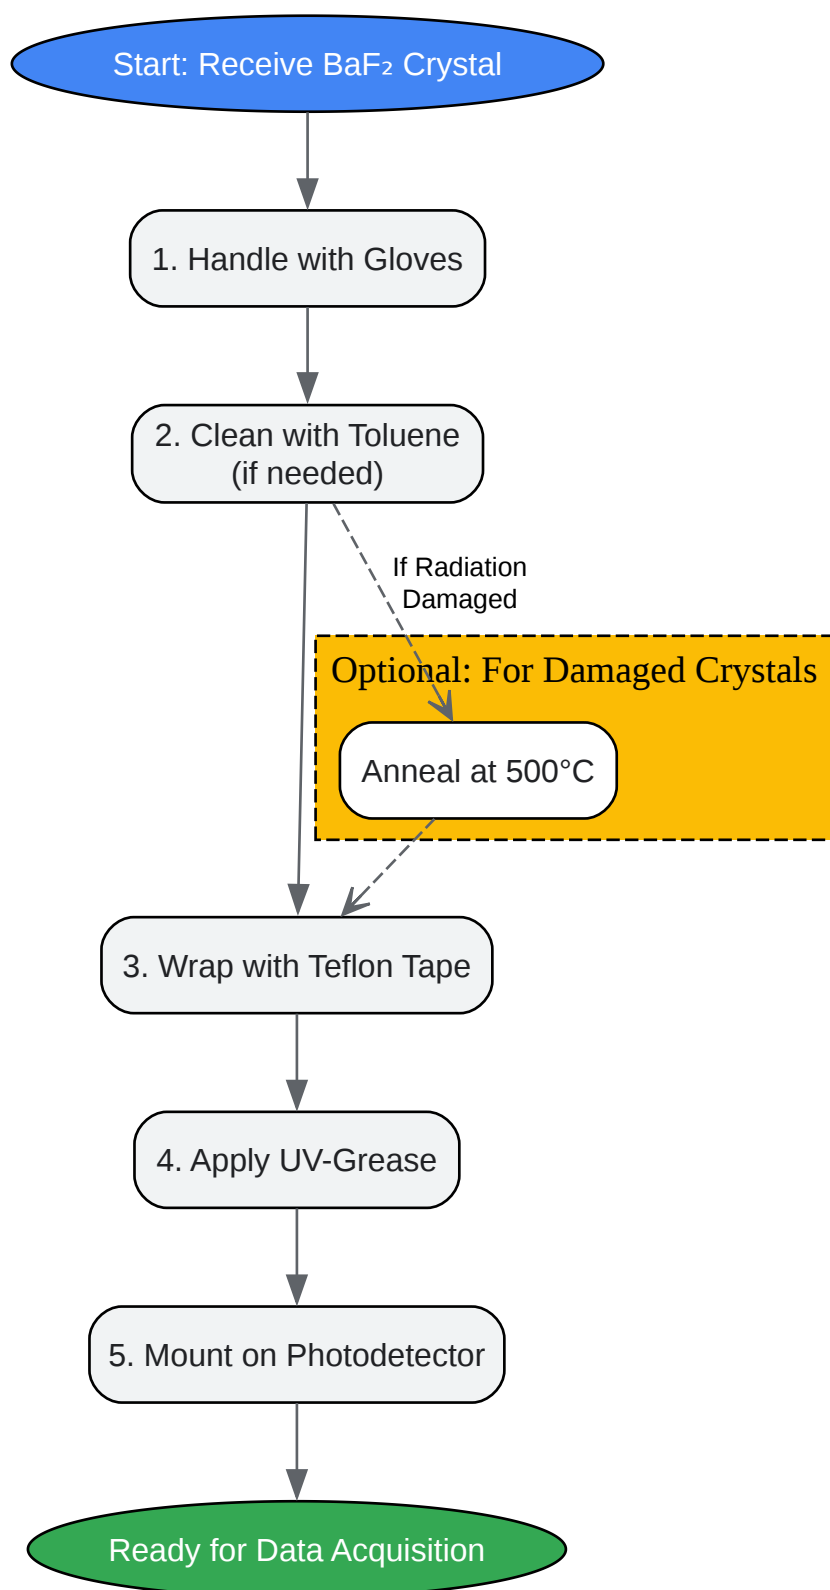 Start: Receive BaF₂ Crystal
1. Handle with Gloves
2. Clean with Toluene
(if needed)
If Radiation
Damaged
Optional: For Damaged Crystals
Anneal at 500°C
3. Wrap with Teflon Tape
4. Apply UV-Grease
5. Mount on Photodetector
Ready for Data Acquisition